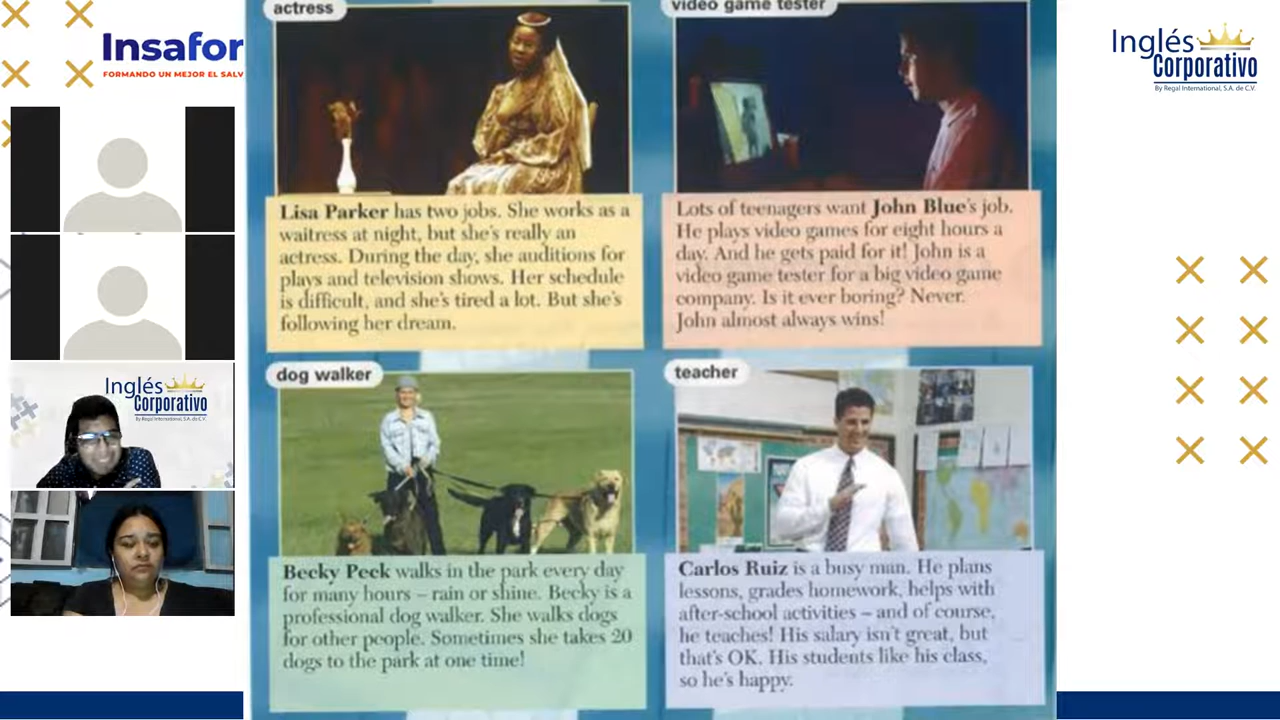 Insafor
FORMANDO UN MEJOR EL SALV
Inglés
Corporativo
By Regal International, S.A. de C.V.
Inglés
Corporativo
By Regal International, S.A. de C.V.
actress
Lisa Parker has two jobs. She works as a
waitress at night, but she's really an
actress. During the day, she auditions for
plays and television shows. Her schedule
is difficult, and she's tired a lot. But she's
following her dream.
video game tester
Lots of teenagers want John Blue's job.
He plays video games for eight hours a
day. And he gets paid for it! John is a
video game tester for a big video game
company. Is it ever boring? Never.
John almost always wins!
dog walker
Becky Peck walks in the park every day
for many hours – rain or shine. Becky is a
professional dog walker. She walks dogs
for other people. Sometimes she takes 20
dogs to the park at one time!
teacher
Carlos Ruiz is a busy man. He plans
lessons, grades homework, helps with
after-school activities – and of course,
he teaches! His salary isn't great, but
that's OK. His students like his class,
so he's happy.